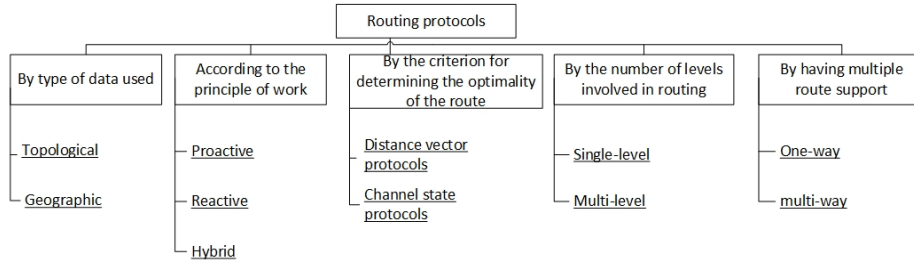 Routing protocols
By type of data used
Topological
Geographic
According to the
principle of work
Proactive
Reactive
Hybrid
By the criterion for
determining the optimality
of the route
Distance vector
protocols
Channel state
protocols
By the number of levels
involved in routing
Single-level
Multi-level
By having multiple
route support
One-way
multi-way